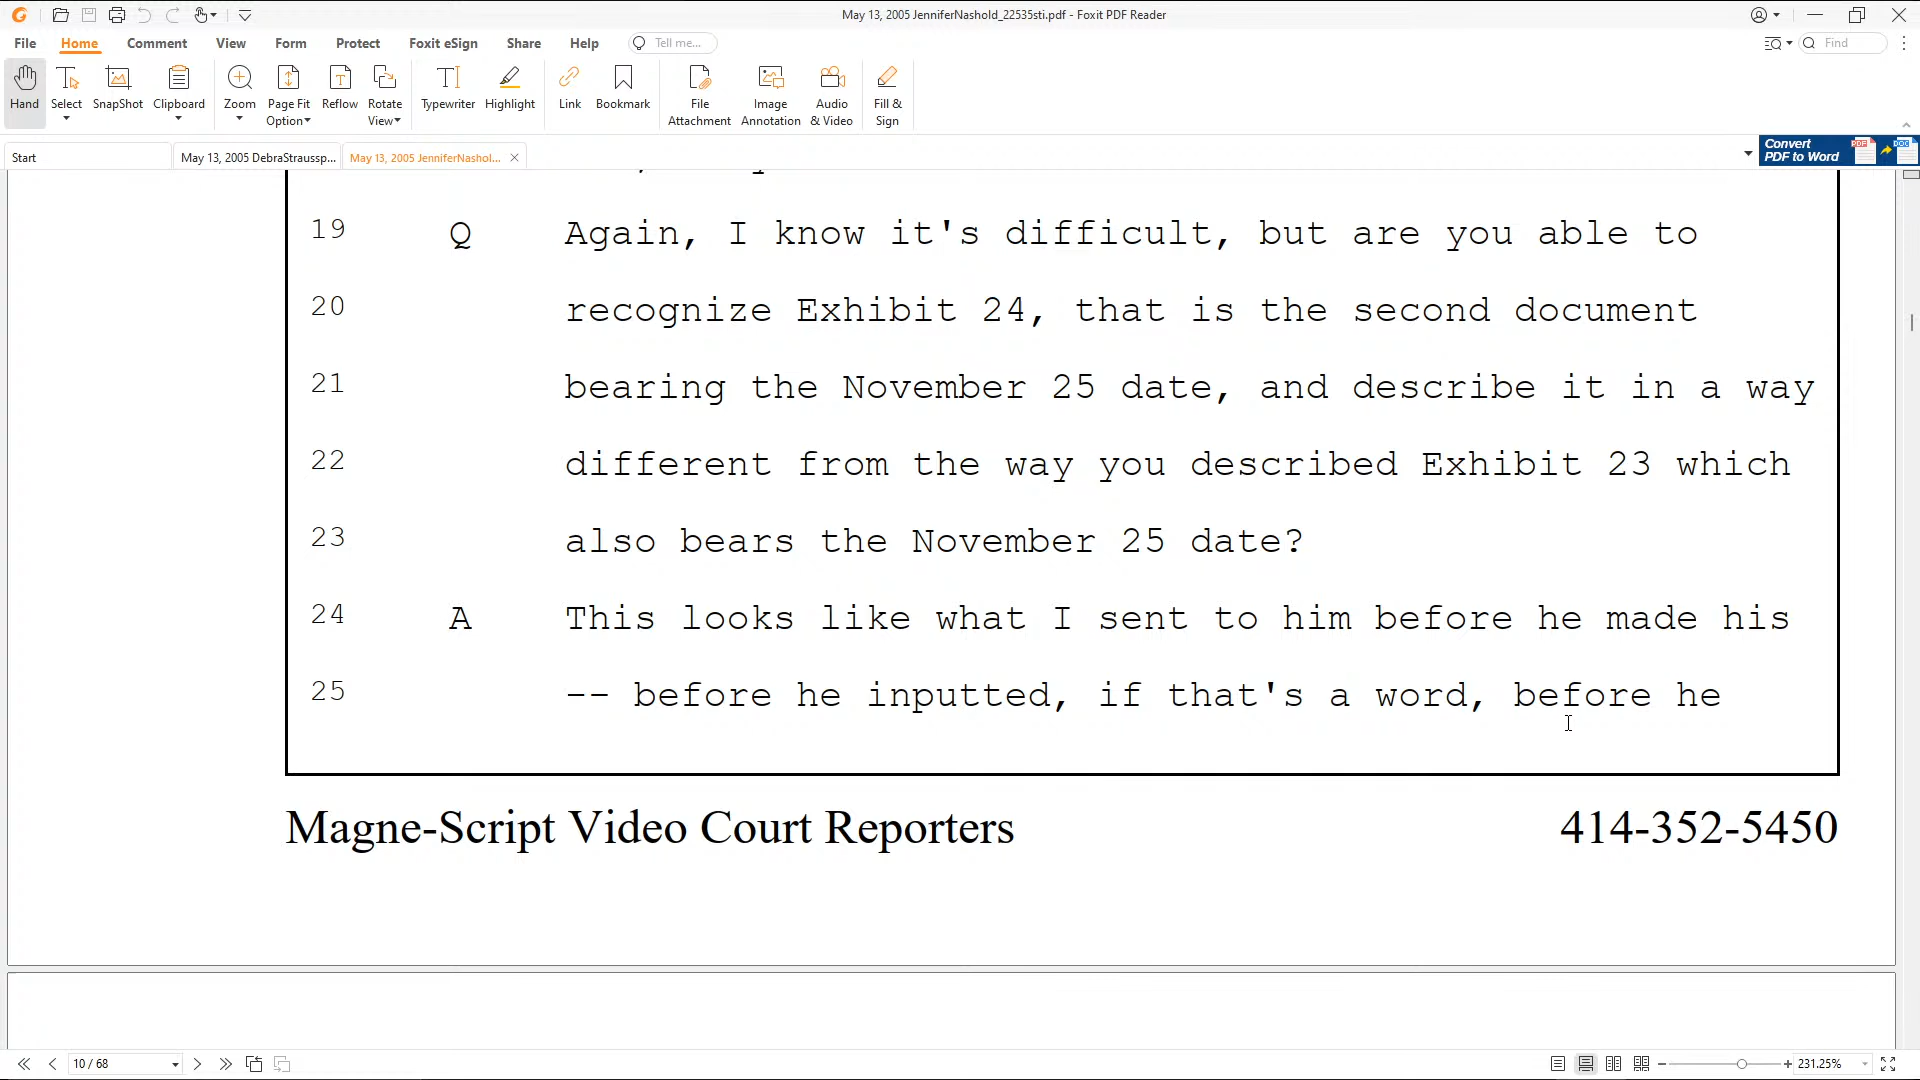 May 13, 2005 JenniferNashold_22535sti.pdf - Foxit PDF Reader
File Home Comment View Form Protect Foxit eSign Share Help Tell me... Find
Hand Select SnapShot Clipboard Zoom Page Fit Option Reflow Rotate View Typewriter Highlight Link Bookmark File Attachment Image Annotation Audio & Video Fill & Sign
Start May 13, 2005 DebraStraussp... May 13, 2005 JenniferNashol... Convert PDF to Word PDF DOC
19 Q Again, I know it's difficult, but are you able to
20 recognize Exhibit 24, that is the second document
21 bearing the November 25 date, and describe it in a way
22 different from the way you described Exhibit 23 which
23 also bears the November 25 date?
24 A This looks like what I sent to him before he made his
25 -- before he inputted, if that's a word, before he
Magne-Script Video Court Reporters 414-352-5450
10 / 68 231.25%